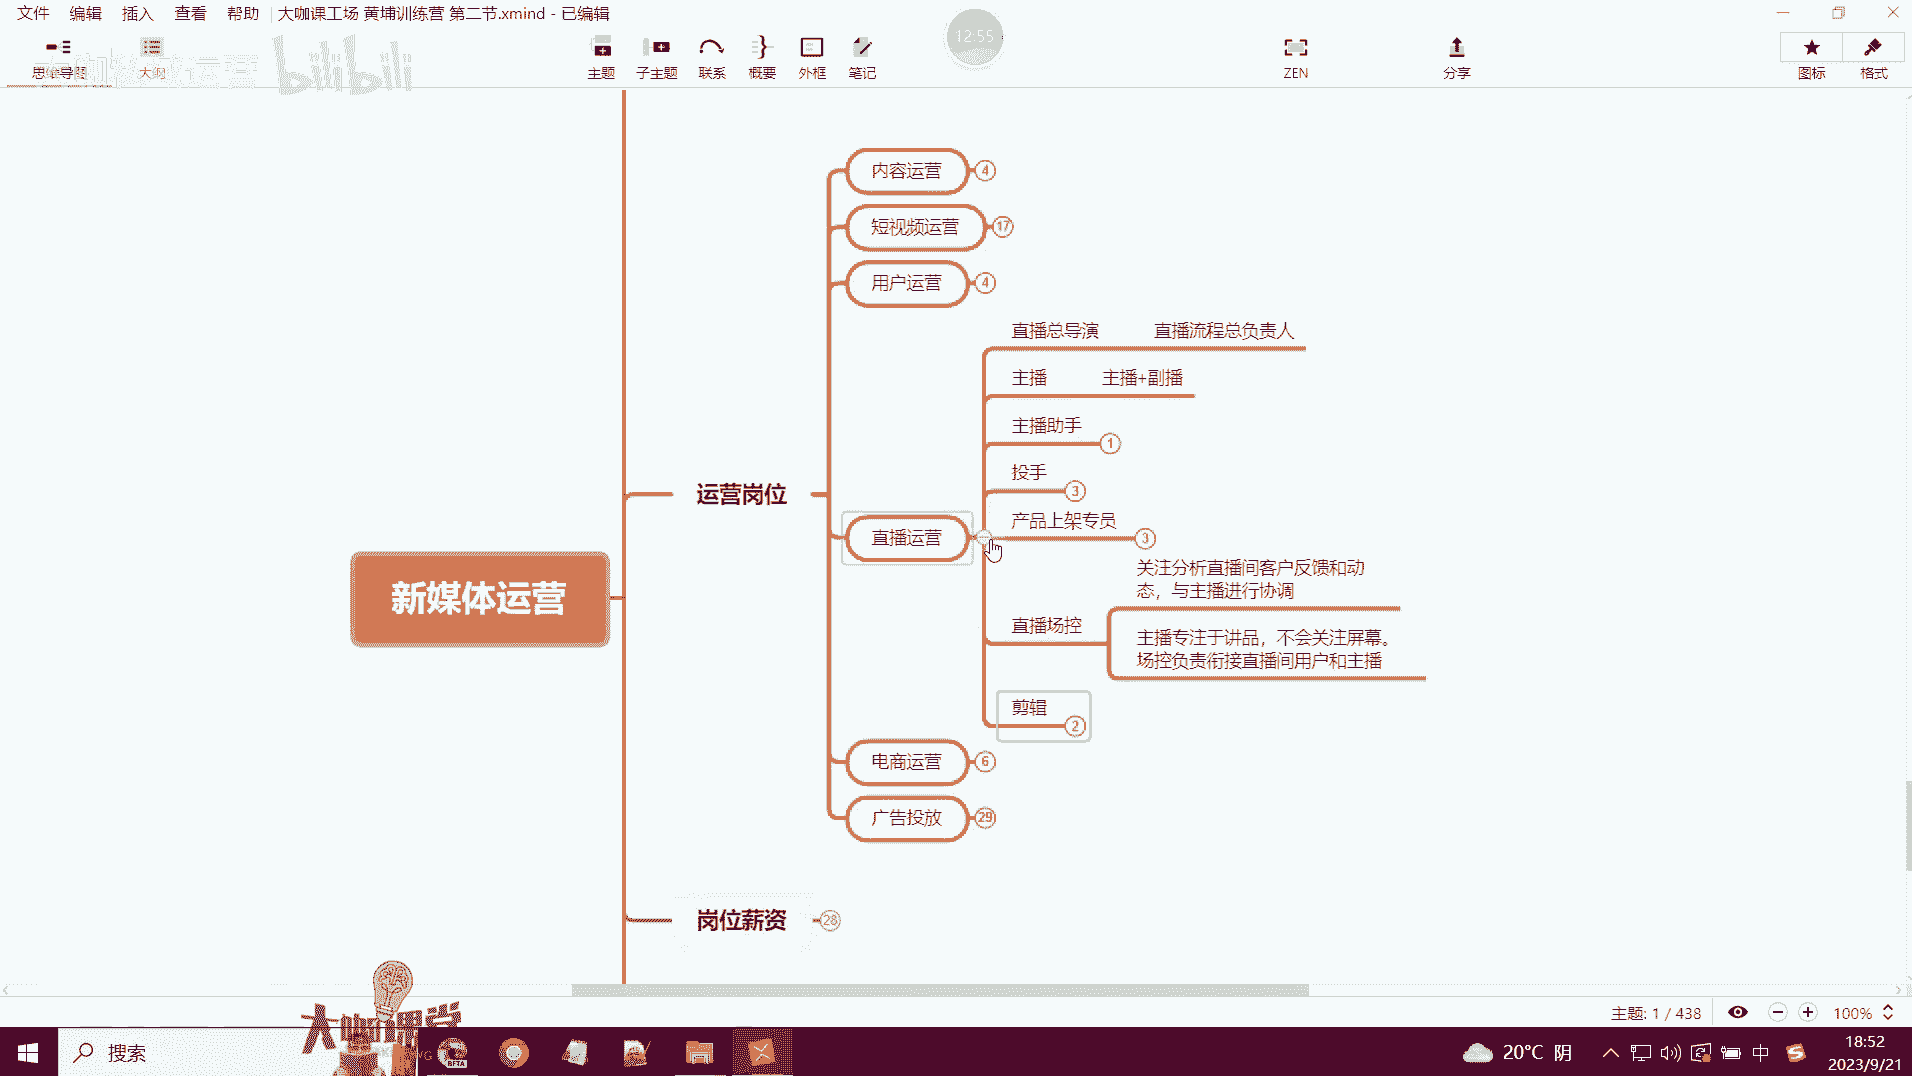 文件 编辑 插入 查看 帮助 大咖课工场 黄埔训练营 第二节.xmind - 已编辑
12:55
思维导图 大纲 主题 子主题 联系 概要 外框 笔记 ZEN 分享 图标 格式
bilibili
内容运营 4
短视频运营 17
用户运营 4
直播总导演 直播流程总负责人
主播 主播+副播
主播助手 1
投手 3
运营岗位
产品上架专员 3
直播运营
关注分析直播间客户反馈和动
态，与主播进行协调
新媒体运营
直播场控
主播专注于讲品，不会关注屏幕。
场控负责衔接直播间用户和主播
剪辑 2
电商运营 6
广告投放 29
岗位薪资 28
大咖课堂
主题: 1 / 438 100%
搜索
20°C 阴 中
18:52
2023/9/21